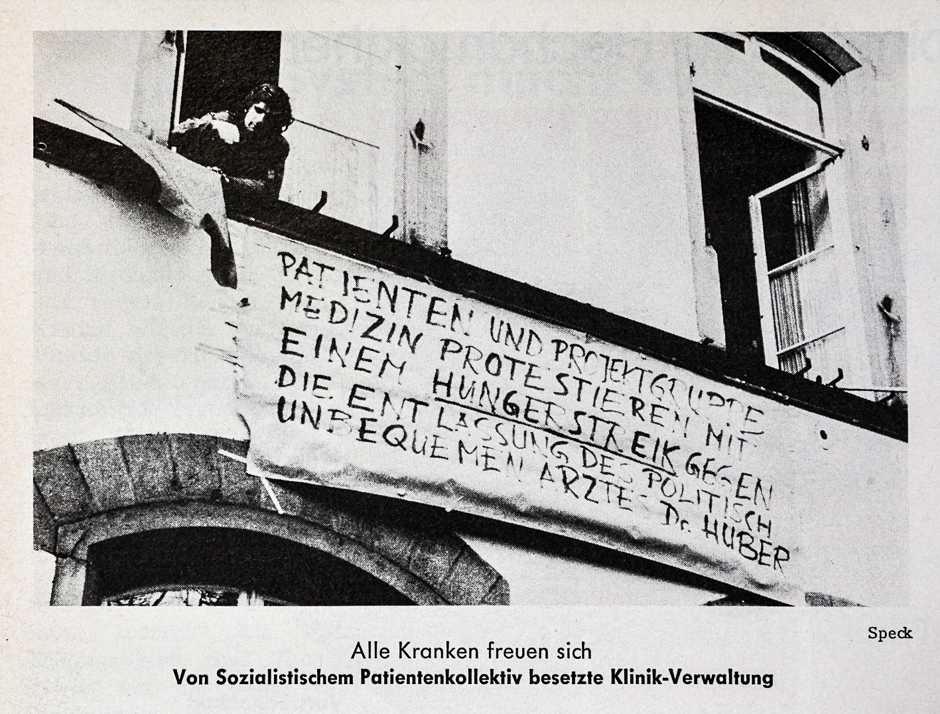 PATIENTEN UND PROJEKTGRUPPE
MEDIZIN PROTESTIEREN MIT
EINEM HUNGERSTREIK GEGEN
DIE ENTLASSUNG DES POLITISCH
UNBEQUEMEN ARZTES Dr. HUBER
Speck
Alle Kranken freuen sich
Von Sozialistischem Patientenkollektiv besetzte Klinik-Verwaltung